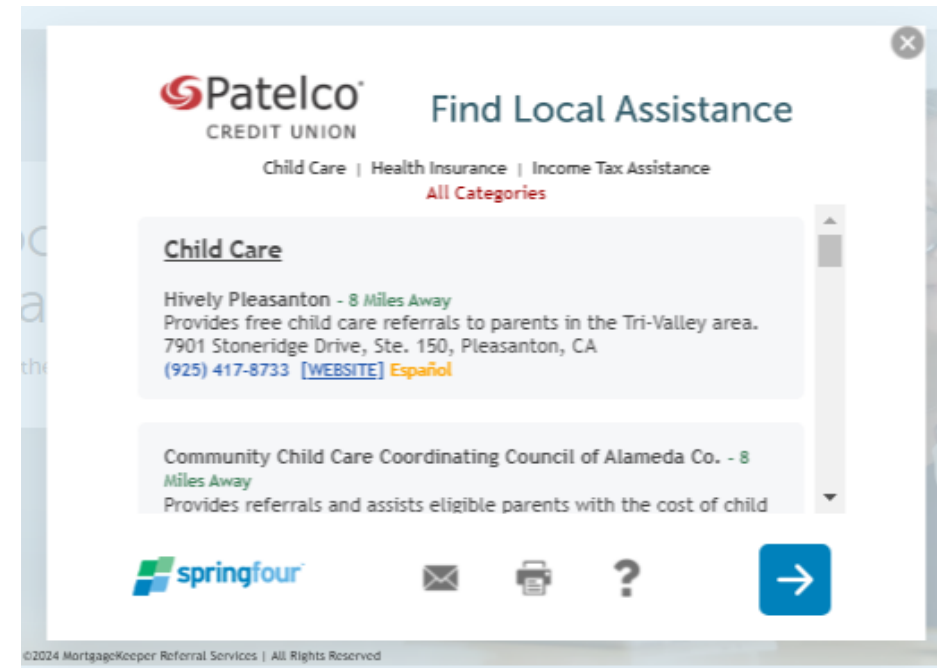 Patelco
CREDIT UNION
Find Local Assistance
Child Care | Health Insurance | Income Tax Assistance
All Categories
Child Care
Hively Pleasanton - 8 Miles Away
Provides free child care referrals to parents in the Tri-Valley area.
7901 Stoneridge Drive, Ste. 150, Pleasanton, CA
(925) 417-8733 [WEBSITE] Español
Community Child Care Coordinating Council of Alameda Co. - 8
Miles Away
Provides referrals and assists eligible parents with the cost of child
springfour
?
©2024 MortgageKeeper Referral Services | All Rights Reserved